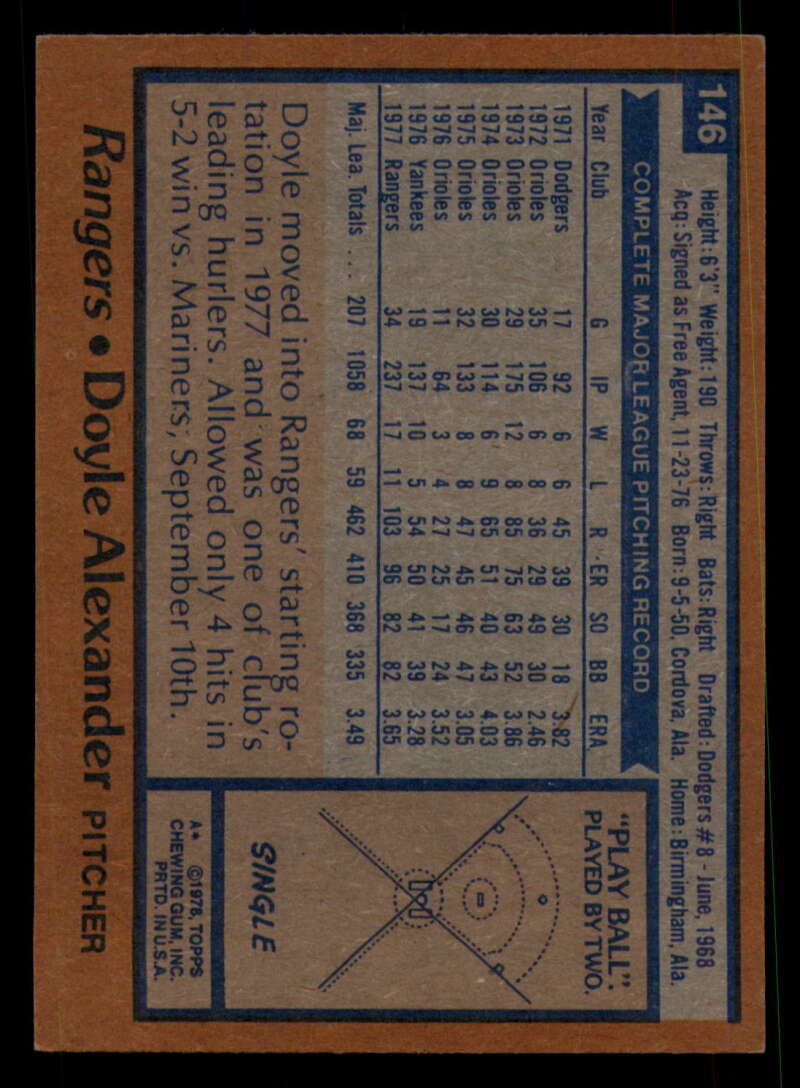 146
Height: 6'3" Weight: 190 Throws: Right Bats: Right Drafted: Dodgers #8 - June, 1968
Acq: Signed as Free Agent, 11-23-76 Born: 9-5-50, Cordova, Ala. Home: Birmingham, Ala.
COMPLETE MAJOR LEAGUE PITCHING RECORD
Year Club G IP W L R ER SO BB ERA
1971 Dodgers 17 92 6 6 45 39 30 18 3.82
1972 Orioles 35 106 6 8 36 29 49 30 2.46
1973 Orioles 29 175 12 8 85 75 63 52 3.86
1974 Orioles 30 114 6 9 65 51 40 43 4.03
1975 Orioles 32 133 8 8 47 45 46 47 3.05
1976 Orioles 11 64 3 4 27 25 17 24 3.52
1976 Yankees 19 137 10 5 54 50 41 39 3.28
1977 Rangers 34 237 17 11 103 96 82 82 3.65
Maj. Lea. Totals ... 207 1058 68 59 462 410 368 335 3.49
Doyle moved into Rangers' starting ro-
tation in 1977 and was one of club's
leading hurlers. Allowed only 4 hits in
5-2 win vs. Mariners, September 10th.
"PLAY BALL".
PLAYED BY TWO.
SINGLE
A* ©1978, TOPPS
CHEWING GUM, INC.
PRTD. IN U.S.A.
Rangers • Doyle Alexander PITCHER